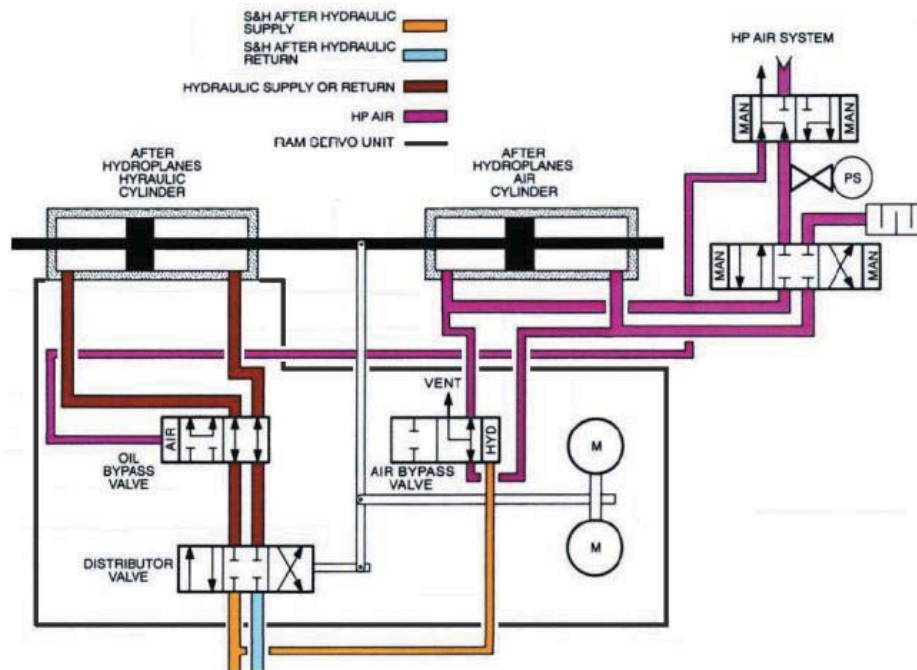 S&H AFTER HYDRAULIC
SUPPLY
S&H AFTER HYDRAULIC
RETURN
HYDRAULIC SUPPLY OR RETURN
HP AIR
RAM SERVO UNIT
HP AIR SYSTEM
MAN
MAN
PS
AFTER
HYDROPLANES
HYRAULIC
CYLINDER
AFTER
HYDROPLANES
AIR
CYLINDER
MAN
MAN
VENT
AIR
HYD
M
OIL
BYPASS
VALVE
AIR BYPASS
VALVE
M
DISTRIBUTOR
VALVE